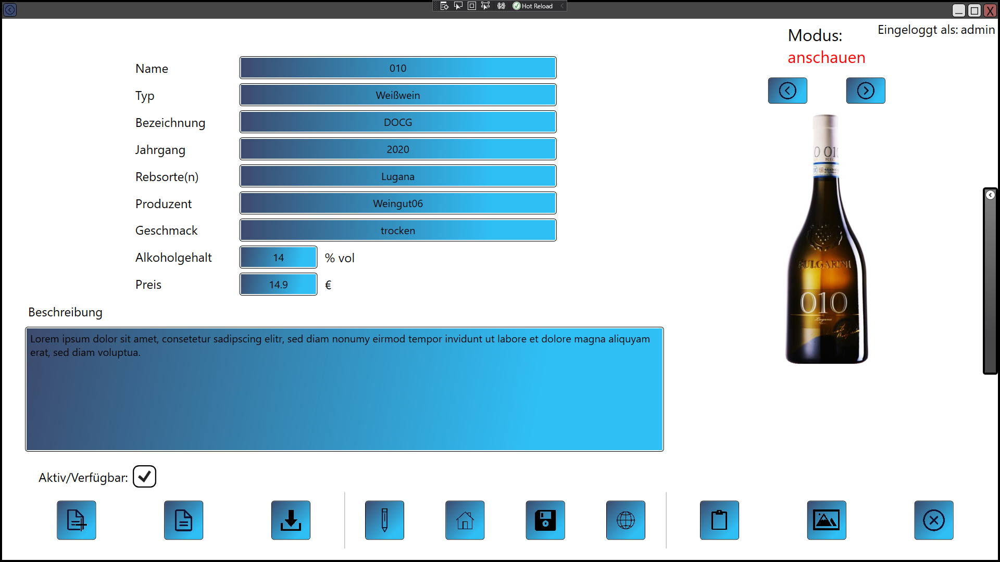 Hot Reload
X
Eingeloggt als: admin
Modus:
anschauen
Name 010
Typ Weißwein
Bezeichnung DOCG
Jahrgang 2020
Rebsorte(n) Lugana
Produzent Weingut06
Geschmack trocken
Alkoholgehalt 14 % vol
Preis 14.9 €
0 010
BULGARINI
010
Lugana
Beschreibung
Lorem ipsum dolor sit amet, consetetur sadipscing elitr, sed diam nonumy eirmod tempor invidunt ut labore et dolore magna aliquyam
erat, sed diam voluptua.
Aktiv/Verfügbar: